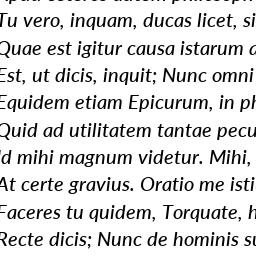 Tu vero, inquam, ducas licet, si
Quae est igitur causa istarum a
Est, ut dicis, inquit; Nunc omni
Equidem etiam Epicurum, in ph
Quid ad utilitatem tantae pecu
Id mihi magnum videtur. Mihi,
At certe gravius. Oratio me isti
Faceres tu quidem, Torquate, h
Recte dicis; Nunc de hominis su